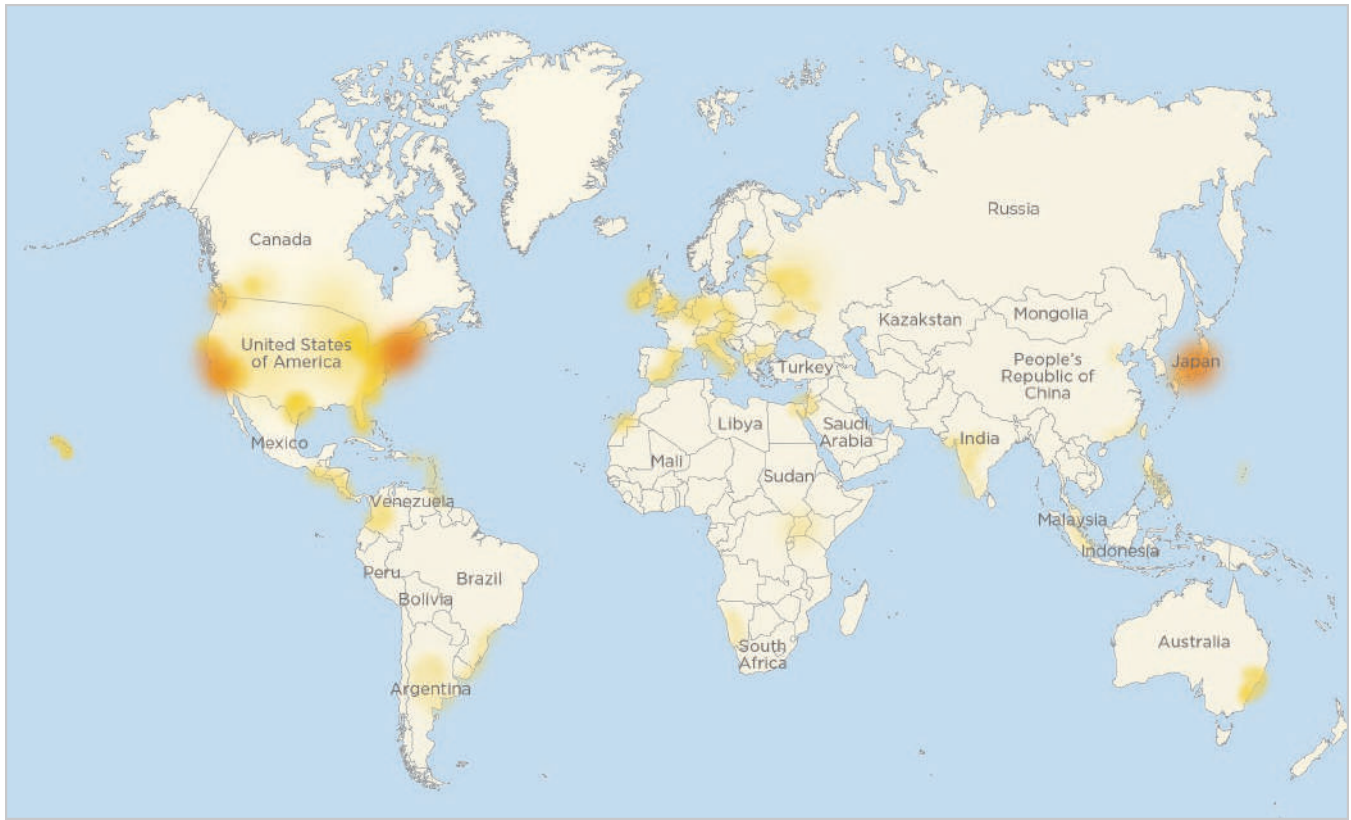 Russia
Canada
Kazakstan
Mongolia
United States
of America
People's
Republic of
China
Japan
Turkey
Libya
Saudi
Arabia
India
Mexico
Mali
Sudan
Venezuela
Malaysia
Indonesia
Peru
Brazil
Bolivia
South
Africa
Australia
Argentina